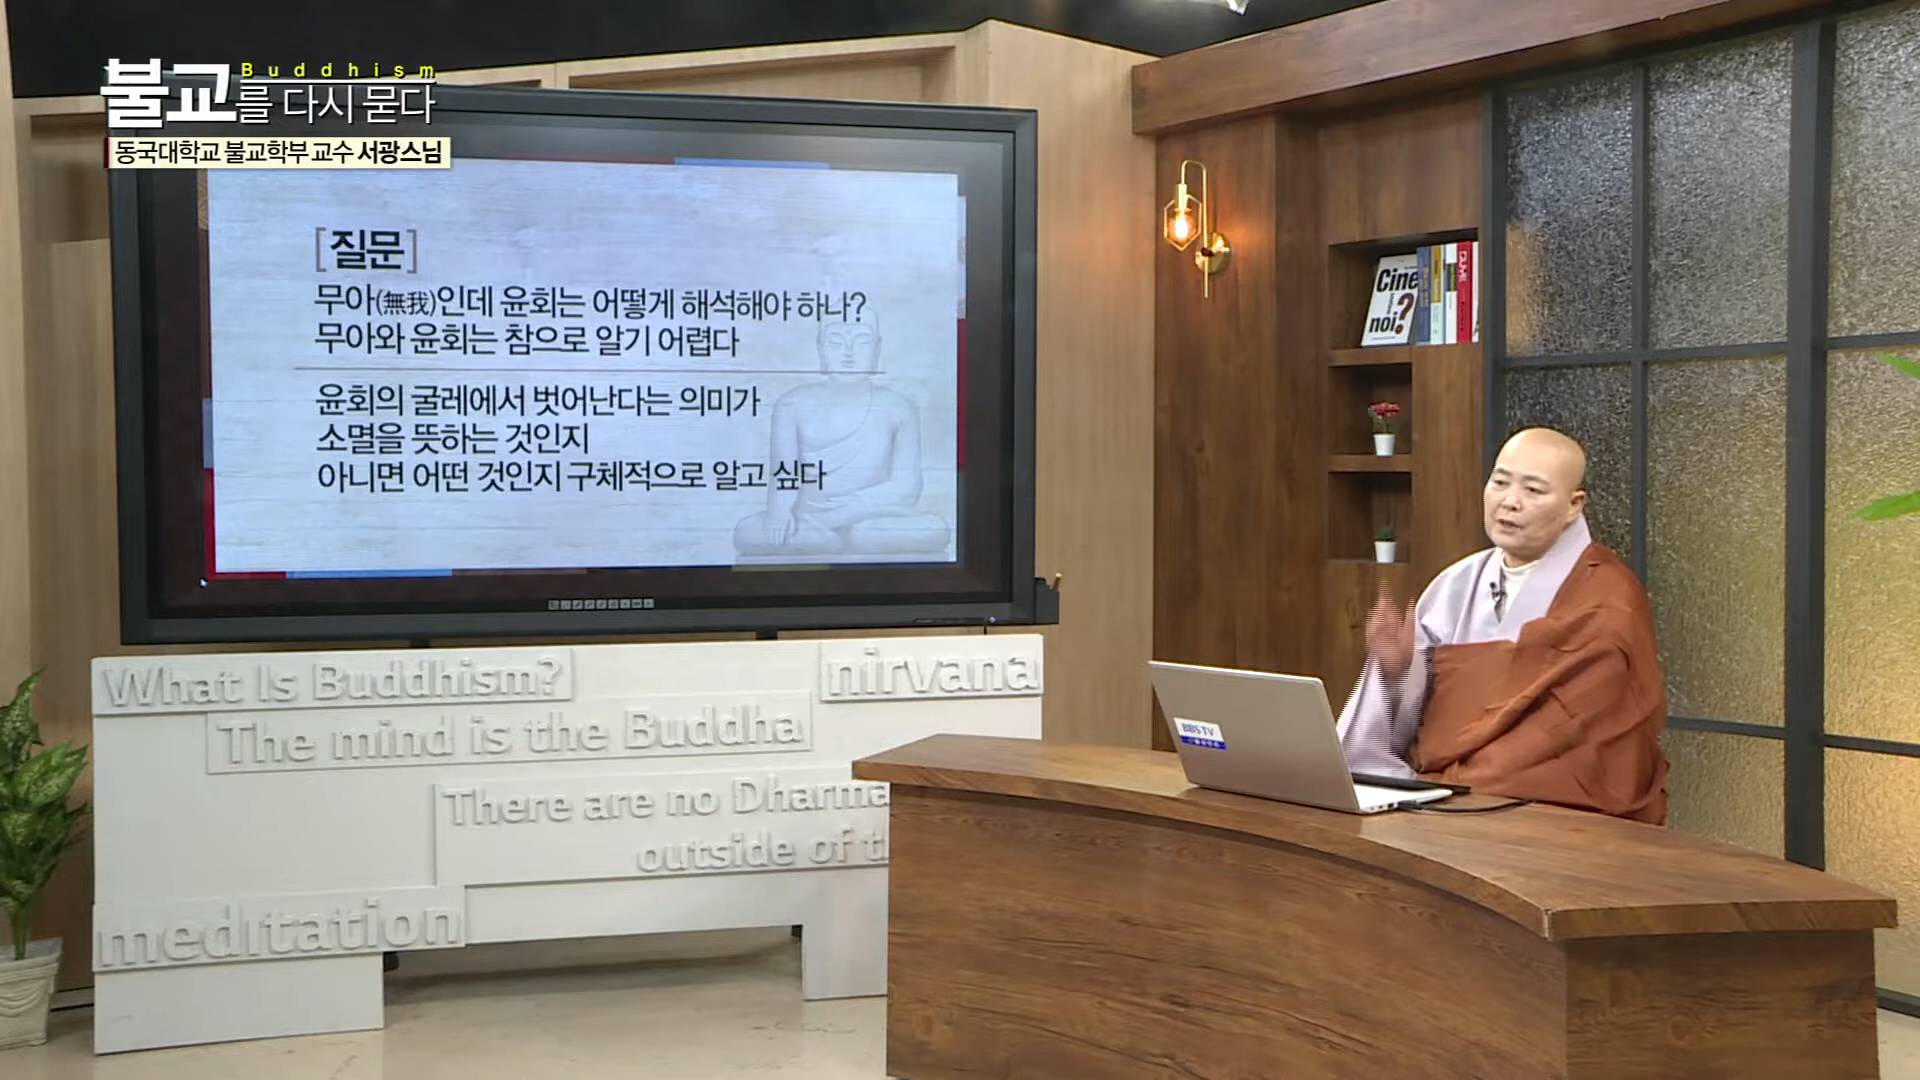 Buddhism
불교를 다시 묻다
동국대학교 불교학부 교수 서광스님
[질문]
무아(無我)인데 윤회는 어떻게 해석해야 하나?
무아와 윤회는 참으로 알기 어렵다
윤회의 굴레에서 벗어난다는 의미가
소멸을 뜻하는 것인지
아니면 어떤 것인지 구체적으로 알고 싶다
Cine
noi?
What Is Buddhism?
nirvana
The mind is the Buddha
There are no Dharma
outside of t
meditation
BBS TV